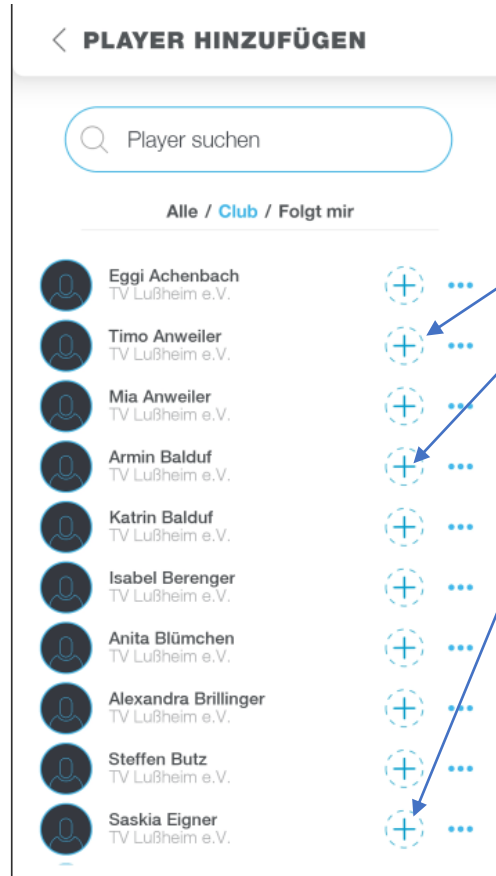 PLAYER HINZUFÜGEN
Player suchen
Alle / Club / Folgt mir
Eggi Achenbach
TV Lußheim e.V.
Timo Anweiler
TV Lußheim e.V.
Mia Anweiler
TV Lußheim e.V.
Armin Balduf
TV Lußheim e.V.
Katrin Balduf
TV Lußheim e.V.
Isabel Berenger
TV Lußheim e.V.
Anita Blümchen
TV Lußheim e.V.
Alexandra Brillinger
TV Lußheim e.V.
Steffen Butz
TV Lußheim e.V.
Saskia Eigner
TV Lußheim e.V.